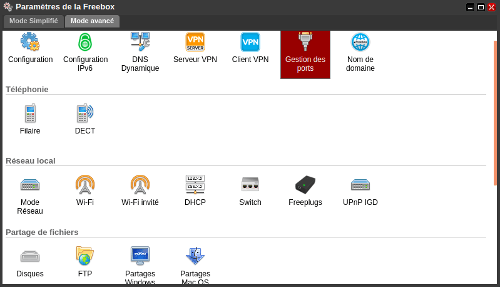 Paramètres de la Freebox
Mode Simplifié Mode avancé
VPN SERVER VPN
Configuration Configuration IPv6 DNS Dynamique Serveur VPN Client VPN Gestion des ports Nom de domaine
Téléphonie
Filaire DECT
Réseau local
Mode Réseau Wi-Fi Wi-Fi invité DHCP Switch Freeplugs UPnP IGD
Partage de fichiers
Disques FTP Partages Windows Partages Mac OS